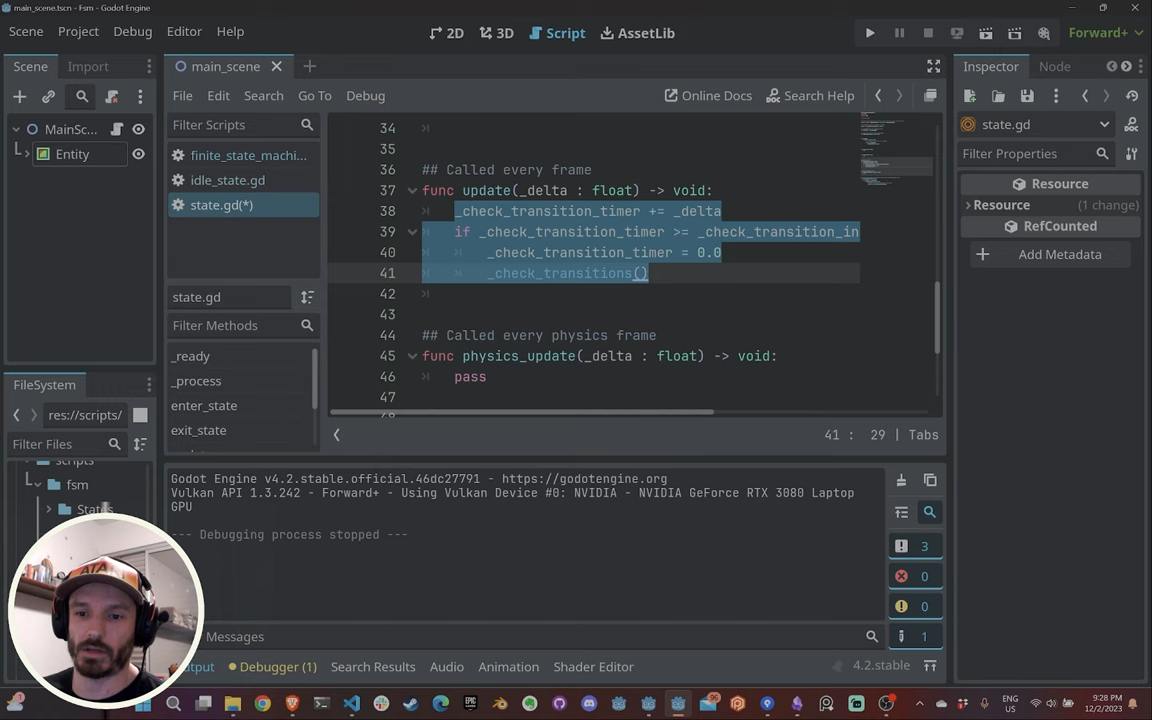 main_scene.tscn - Fsm - Godot Engine
Scene Project Debug Editor Help
2D 3D Script AssetLib
Forward+
Scene Import
main_scene
Inspector Node
File Edit Search Go To Debug
Online Docs Search Help
MainSc...
Entity
Filter Scripts
finite_state_machi...
idle_state.gd
state.gd(*)
state.gd
Filter Methods
_ready
_process
enter_state
exit_state
34
35
36 ## Called every frame
37 func update(_delta : float) -> void:
38 _check_transition_timer += _delta
39 if _check_transition_timer >= _check_transition_in
40 _check_transition_timer = 0.0
41 _check_transitions()
42
43
44 ## Called every physics frame
45 func physics_update(_delta : float) -> void:
46 pass
47
41 : 29 | Tabs
state.gd
Filter Properties
Resource
Resource (1 change)
RefCounted
Add Metadata
FileSystem
res://scripts/
Filter Files
scripts
fsm
States
Godot Engine v4.2.stable.official.46dc27791 - https://godotengine.org
Vulkan API 1.3.242 - Forward+ - Using Vulkan Device #0: NVIDIA - NVIDIA GeForce RTX 3080 Laptop
GPU
--- Debugging process stopped ---
3
0
0
1
Messages
Debugger (1) Search Results Audio Animation Shader Editor
4.2.stable
96
ENG
US
9:28 PM
12/2/2023